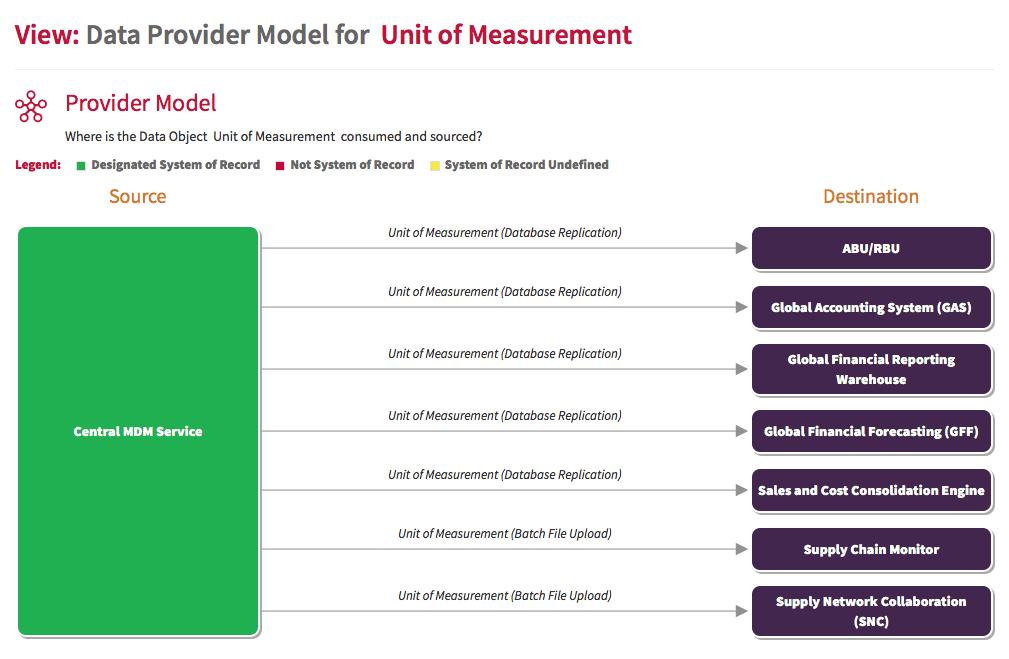 View: Data Provider Model for Unit of Measurement
Provider Model
Where is the Data Object Unit of Measurement consumed and sourced?
Legend: Designated System of Record Not System of Record System of Record Undefined
Source Destination
Unit of Measurement (Database Replication)
ABU/RBU
Unit of Measurement (Database Replication)
Global Accounting System (GAS)
Unit of Measurement (Database Replication)
Global Financial Reporting
Warehouse
Unit of Measurement (Database Replication)
Central MDM Service
Global Financial Forecasting (GFF)
Unit of Measurement (Database Replication)
Sales and Cost Consolidation Engine
Unit of Measurement (Batch File Upload)
Supply Chain Monitor
Unit of Measurement (Batch File Upload)
Supply Network Collaboration
(SNC)